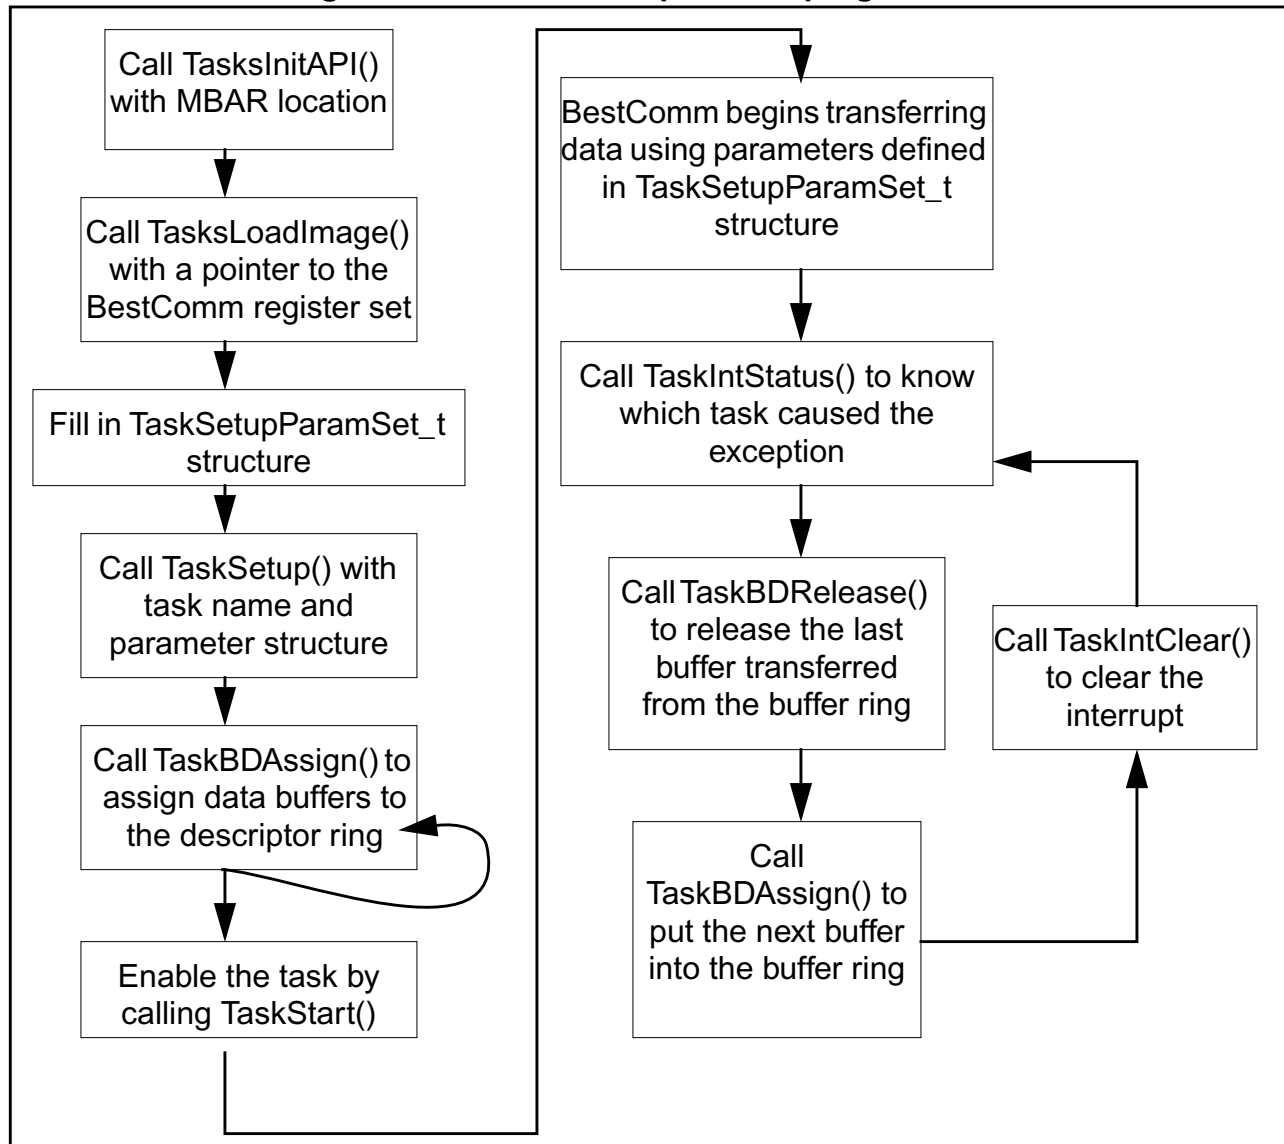 Call TasksInitAPI()
with MBAR location
Call TasksLoadImage()
with a pointer to the
BestComm register set
Fill in TaskSetupParamSet_t
structure
Call TaskSetup() with
task name and
parameter structure
Call TaskBDAssign() to
assign data buffers to
the descriptor ring
Enable the task by
calling TaskStart()
BestComm begins transferring
data using parameters defined
in TaskSetupParamSet_t
structure
Call TaskIntStatus() to know
which task caused the
exception
Call TaskBDRelease()
to release the last
buffer transferred
from the buffer ring
Call
TaskBDAssign() to
put the next buffer
into the buffer ring
Call TaskIntClear()
to clear the
interrupt